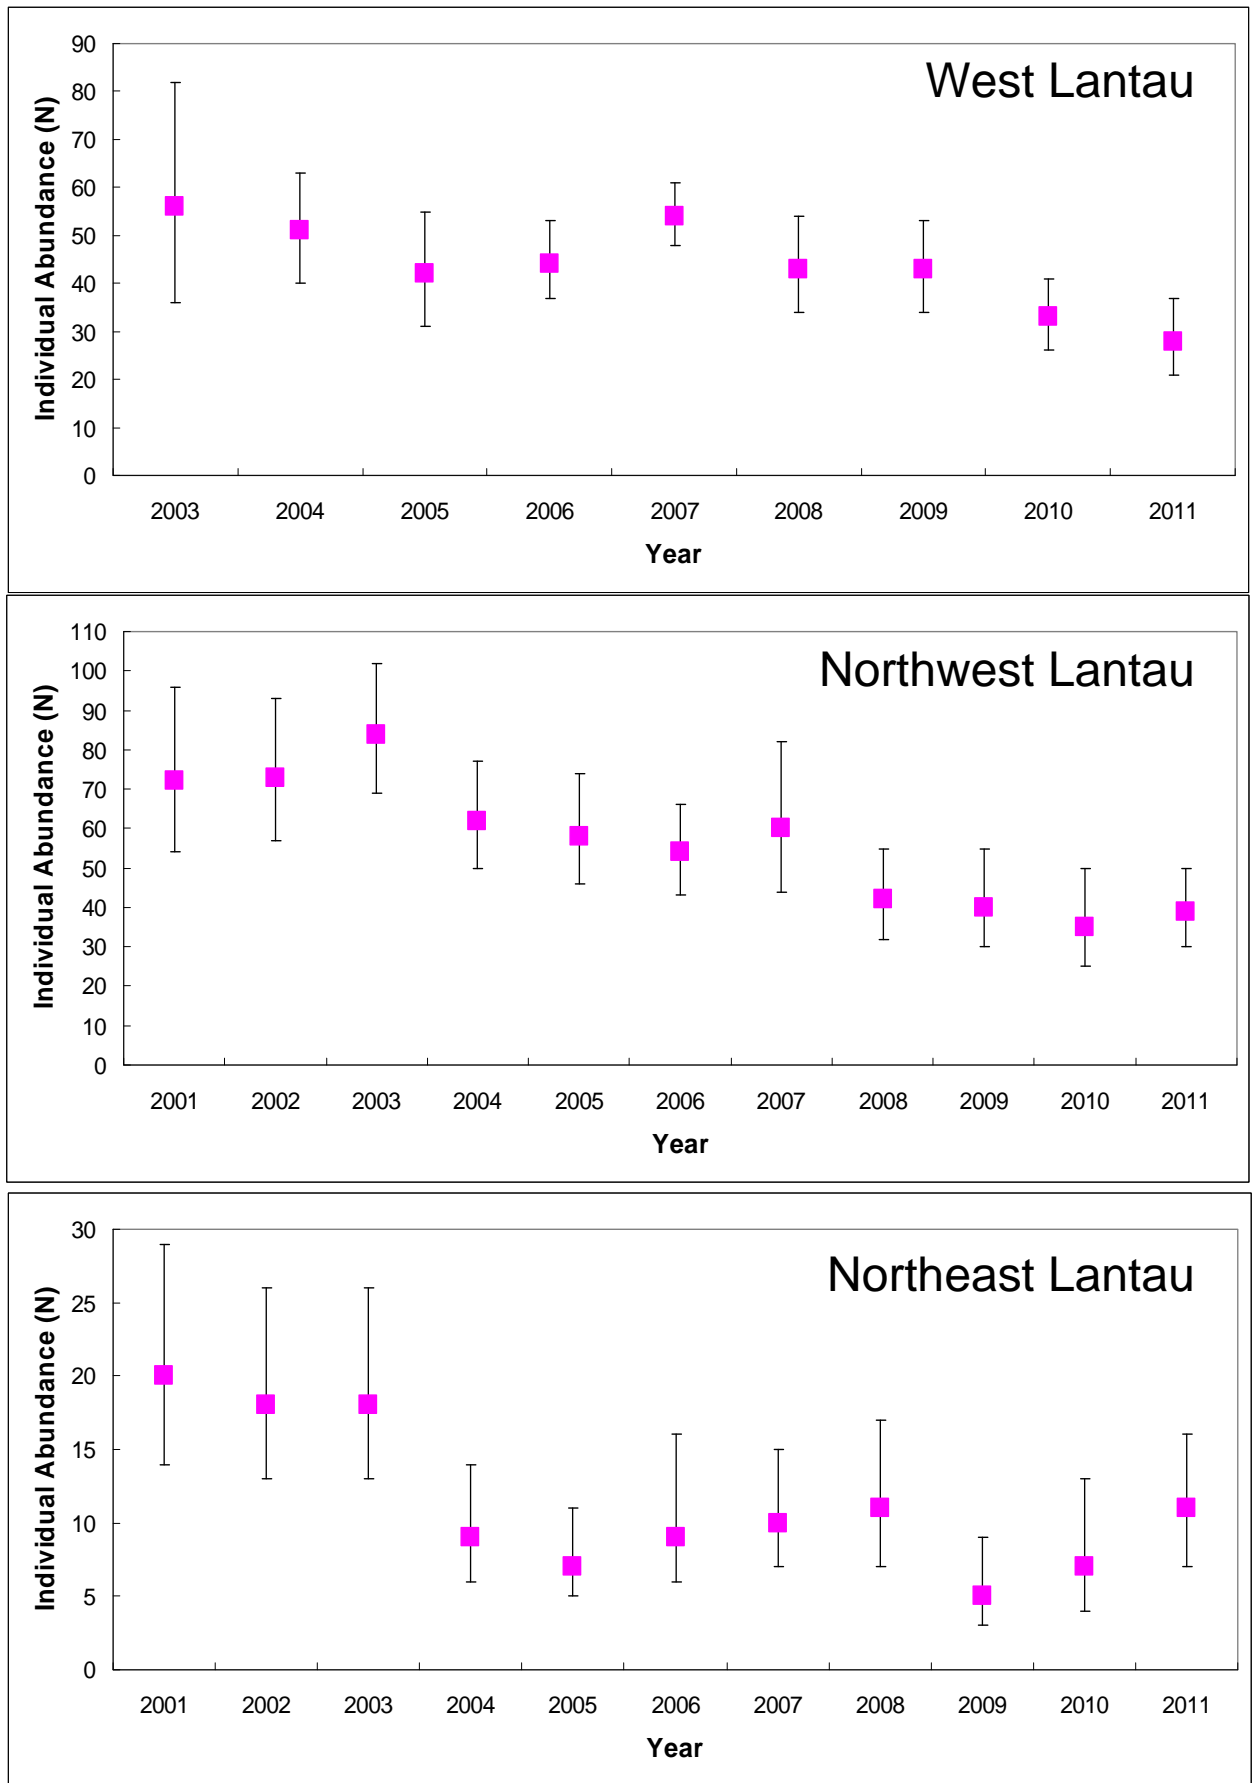 West Lantau
Individual Abundance (N)
90
80
70
60
50
40
30
20
10
0
2003 2004 2005 2006 2007 2008 2009 2010 2011
Year
Northwest Lantau
Individual Abundance (N)
110
100
90
80
70
60
50
40
30
20
10
0
2001 2002 2003 2004 2005 2006 2007 2008 2009 2010 2011
Year
Northeast Lantau
Individual Abundance (N)
30
25
20
15
10
5
0
2001 2002 2003 2004 2005 2006 2007 2008 2009 2010 2011
Year